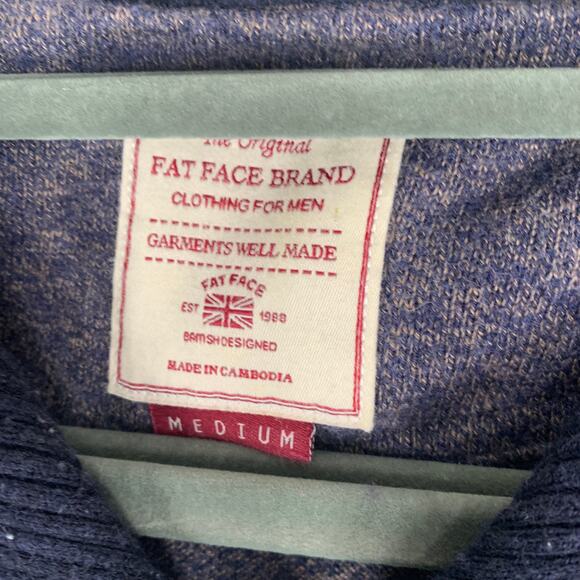 The Original
FAT FACE BRAND
CLOTHING FOR MEN
GARMENTS WELL MADE
FAT FACE
EST 1988
BRITISH DESIGNED
MADE IN CAMBODIA
MEDIUM